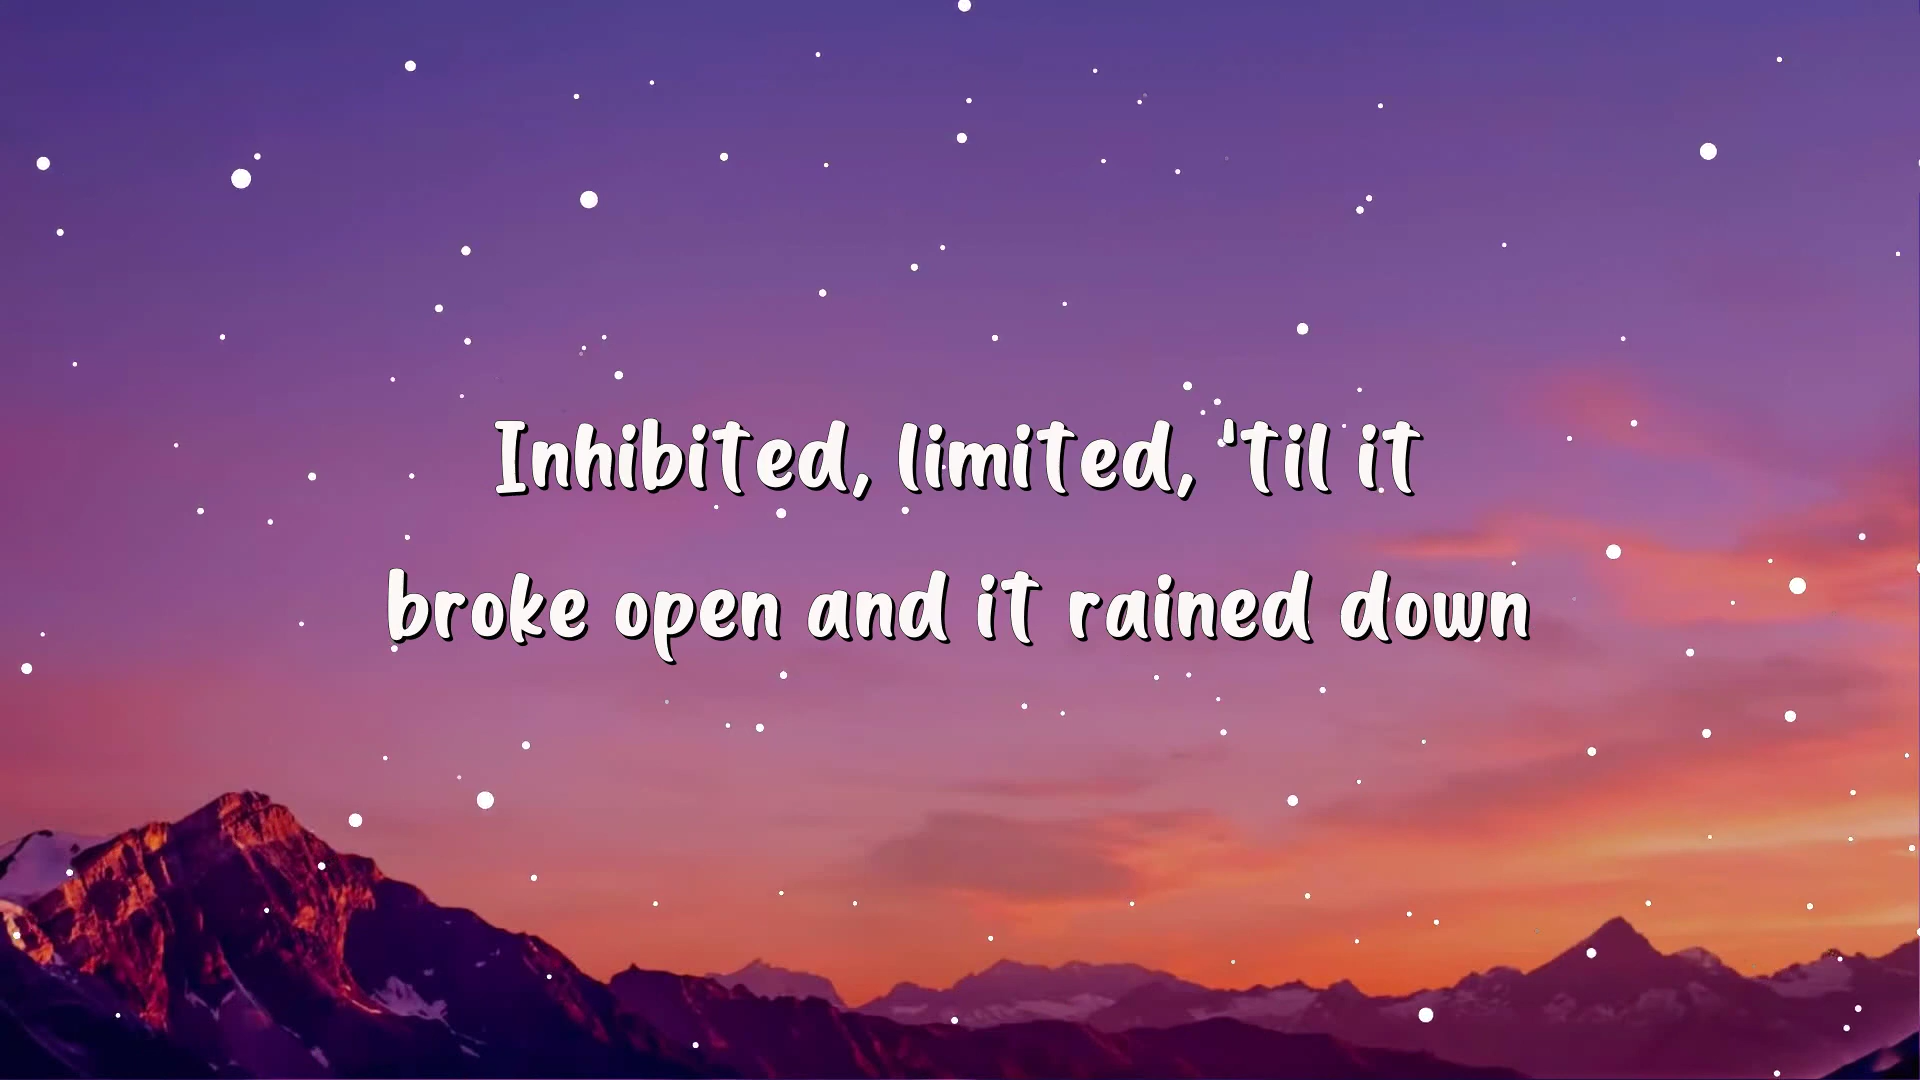 Inhibited, limited, 'til it
broke open and it rained down